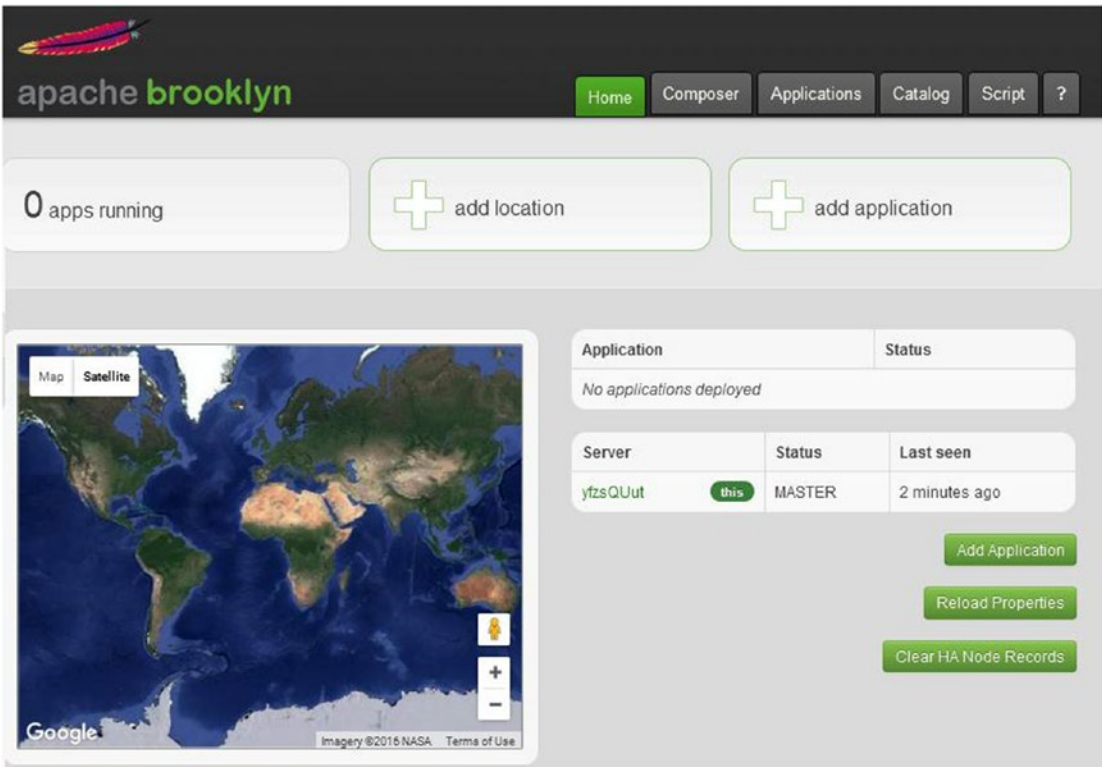 apache brooklyn
Home Composer Applications Catalog Script ?
0 apps running
add location
add application
Map Satellite
Google
Imagery ©2016 NASA Terms of Use
Application Status
No applications deployed
Server Status Last seen
yfzsQUut this MASTER 2 minutes ago
Add Application
Reload Properties
Clear HA Node Records